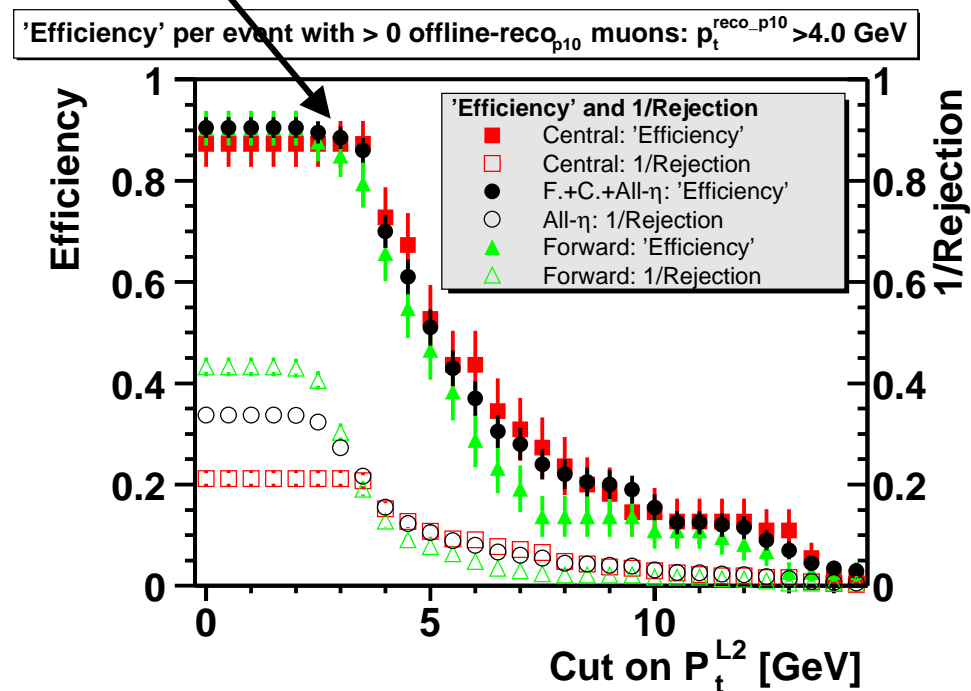 'Efficiency' per event with > 0 offline-reco_p10 muons: p_t^reco_p10 >4.0 GeV
'Efficiency' and 1/Rejection
Central: 'Efficiency'
Central: 1/Rejection
F.+C.+All-η: 'Efficiency'
All-η: 1/Rejection
Forward: 'Efficiency'
Forward: 1/Rejection
Efficiency
1
0.8
0.6
0.4
0.2
0
1/Rejection
1
0.8
0.6
0.4
0.2
0
0 5 10
Cut on P_t^L2 [GeV]